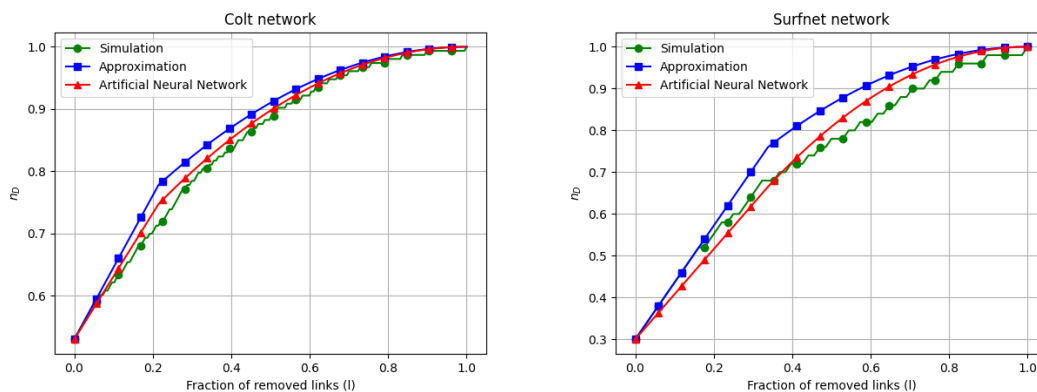 Colt network
Simulation
Approximation
Artificial Neural Network
1.0
0.9
0.8
0.7
0.6
n_D
0.0 0.2 0.4 0.6 0.8 1.0
Fraction of removed links (l)
Surfnet network
Simulation
Approximation
Artificial Neural Network
1.0
0.9
0.8
0.7
0.6
0.5
0.4
0.3
n_D
0.0 0.2 0.4 0.6 0.8 1.0
Fraction of removed links (l)